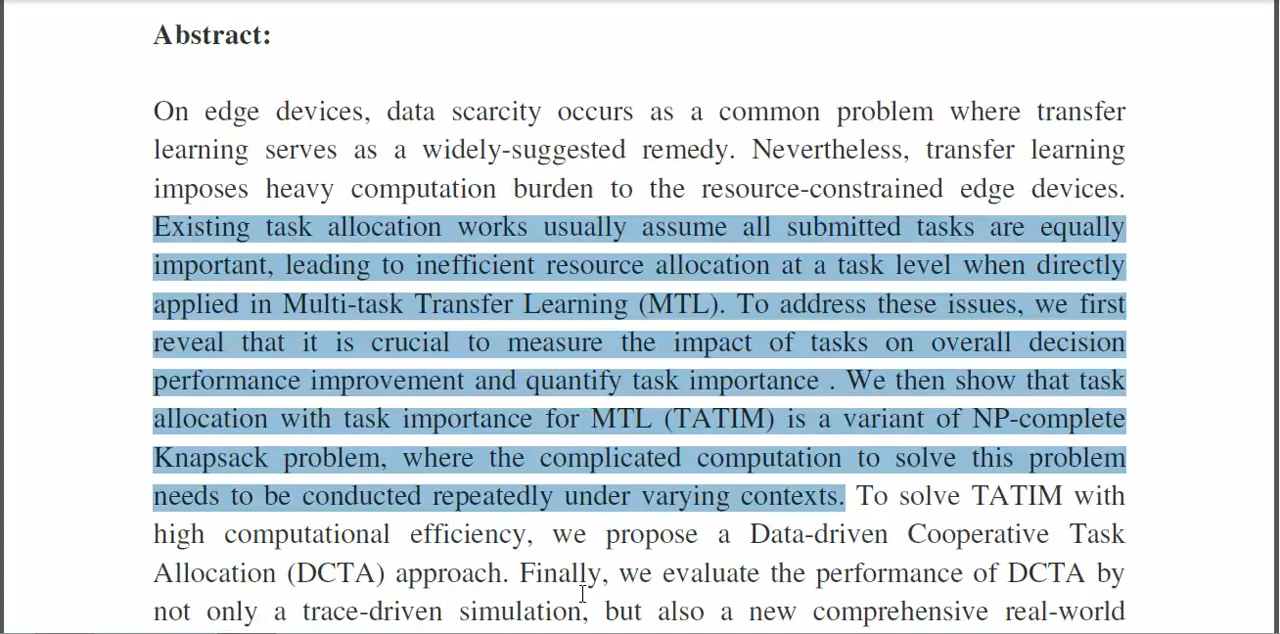 Abstract:
On edge devices, data scarcity occurs as a common problem where transfer
learning serves as a widely-suggested remedy. Nevertheless, transfer learning
imposes heavy computation burden to the resource-constrained edge devices.
Existing task allocation works usually assume all submitted tasks are equally
important, leading to inefficient resource allocation at a task level when directly
applied in Multi-task Transfer Learning (MTL). To address these issues, we first
reveal that it is crucial to measure the impact of tasks on overall decision
performance improvement and quantify task importance . We then show that task
allocation with task importance for MTL (TATIM) is a variant of NP-complete
Knapsack problem, where the complicated computation to solve this problem
needs to be conducted repeatedly under varying contexts. To solve TATIM with
high computational efficiency, we propose a Data-driven Cooperative Task
Allocation (DCTA) approach. Finally, we evaluate the performance of DCTA by
not only a trace-driven simulation, but also a new comprehensive real-world